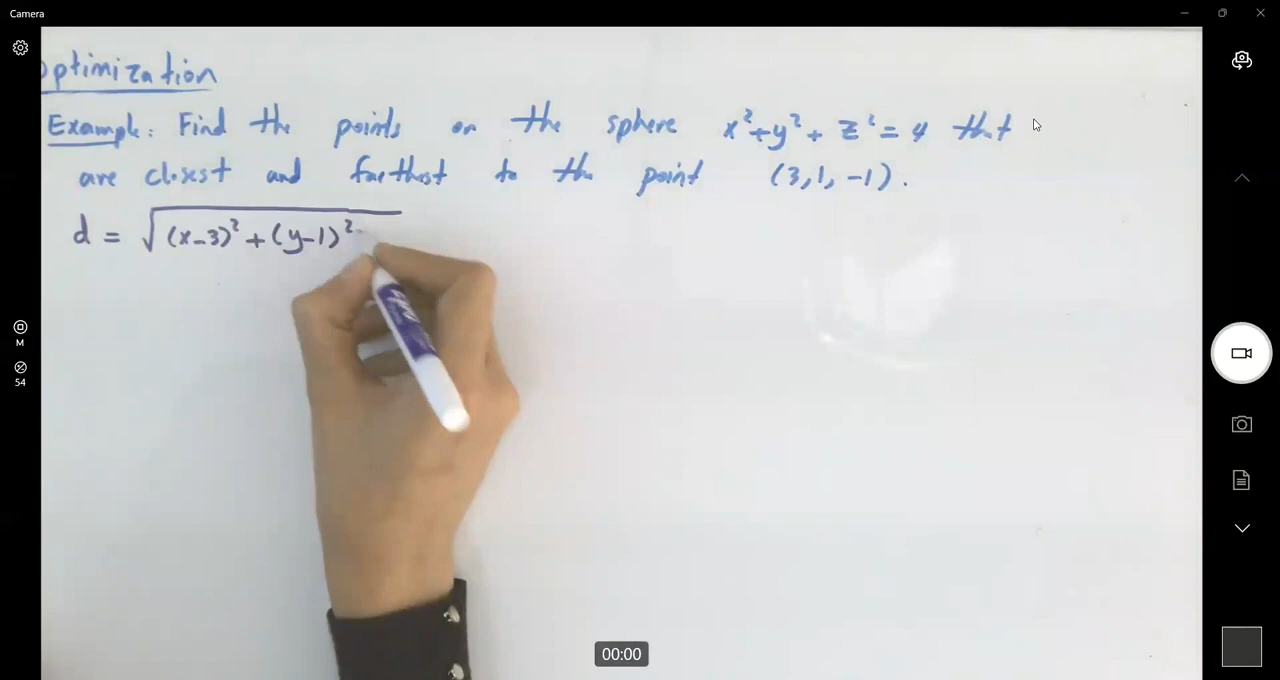 Camera
optimization
Example: Find the points on the sphere x²+y²+z²=4 that
are closest and farthest to the point (3,1,-1).
d = √(x-3)²+(y-1)²
M
54
EXPO
00:00